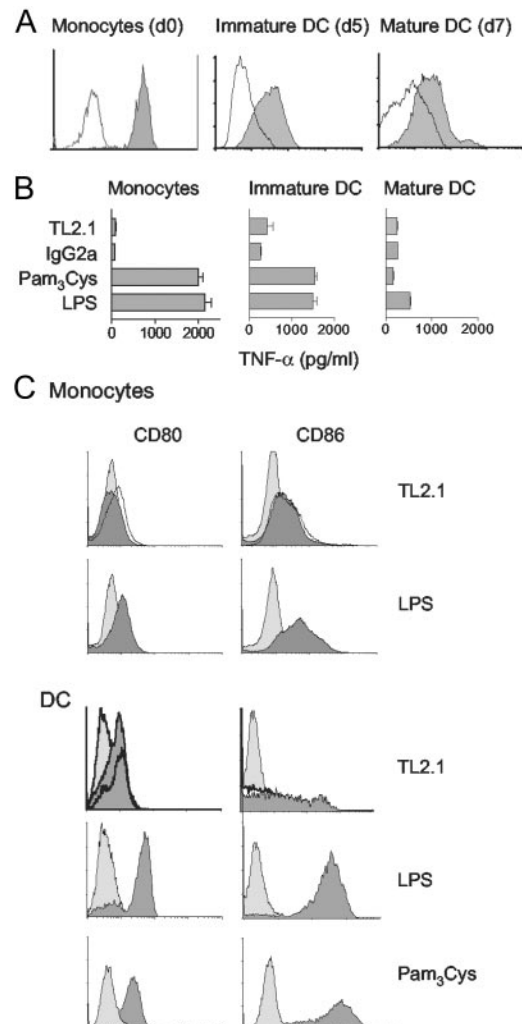 A
Monocytes (d0) Immature DC (d5) Mature DC (d7)
B
Monocytes Immature DC Mature DC
TL2.1
IgG2a
Pam₃Cys
LPS
0 1000 2000 0 1000 2000 0 1000 2000
TNF-α (pg/ml)
C Monocytes
CD80 CD86
TL2.1
LPS
DC
TL2.1
LPS
Pam₃Cys